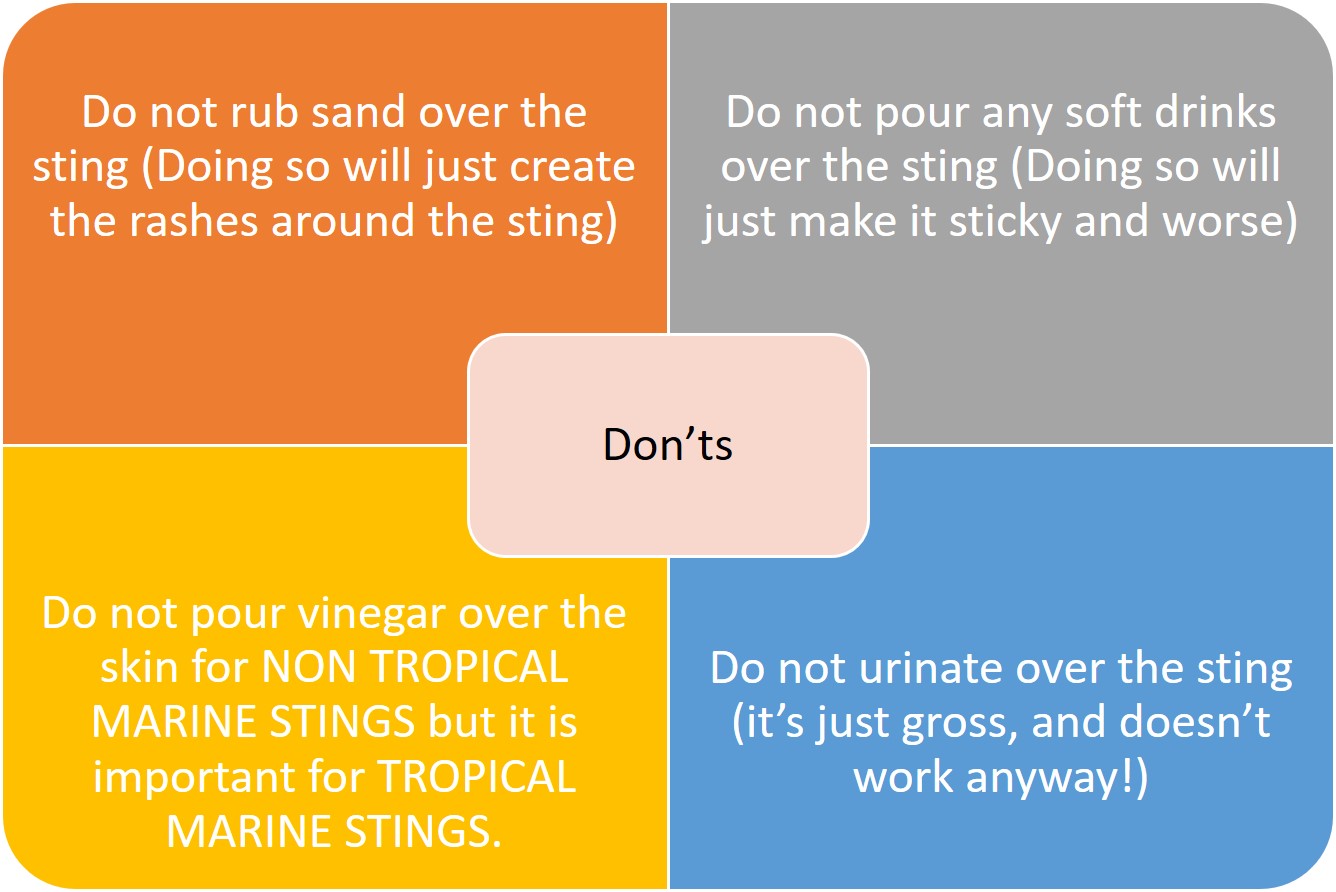 Do not rub sand over the
sting (Doing so will just create
the rashes around the sting)
Do not pour any soft drinks
over the sting (Doing so will
just make it sticky and worse)
Don’ts
Do not pour vinegar over the
skin for NON TROPICAL
MARINE STINGS but it is
important for TROPICAL
MARINE STINGS.
Do not urinate over the sting
(it’s just gross, and doesn’t
work anyway!)